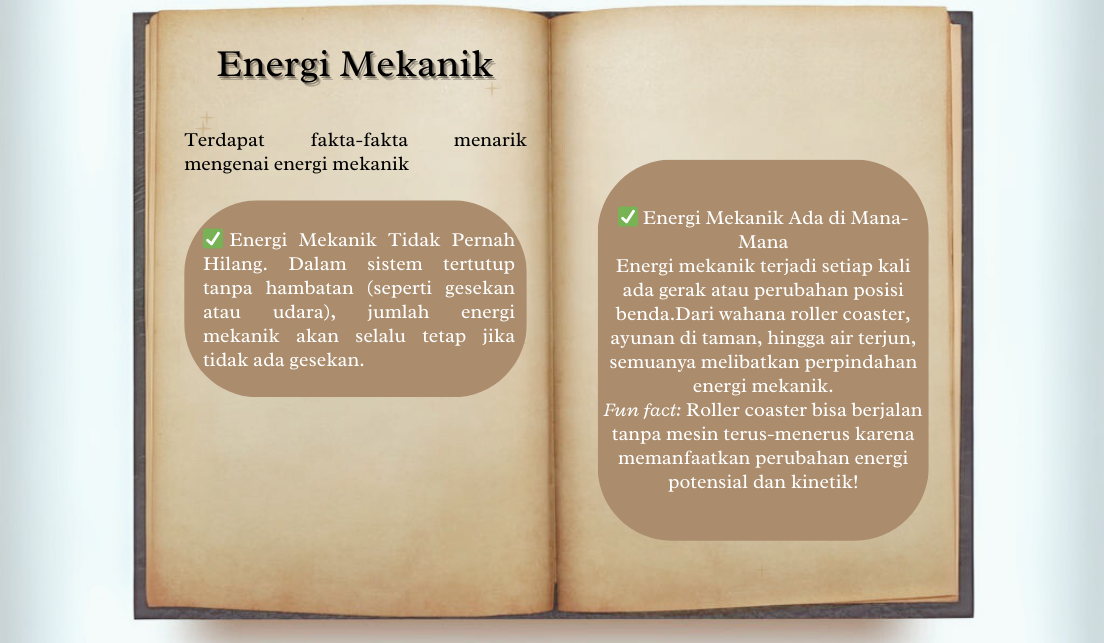 Energi Mekanik
Terdapat fakta-fakta menarik
mengenai energi mekanik
✅ Energi Mekanik Tidak Pernah
Hilang. Dalam sistem tertutup
tanpa hambatan (seperti gesekan
atau udara), jumlah energi
mekanik akan selalu tetap jika
tidak ada gesekan.
✅ Energi Mekanik Ada di Mana-
Mana
Energi mekanik terjadi setiap kali
ada gerak atau perubahan posisi
benda.Dari wahana roller coaster,
ayunan di taman, hingga air terjun,
semuanya melibatkan perpindahan
energi mekanik.
Fun fact: Roller coaster bisa berjalan
tanpa mesin terus-menerus karena
memanfaatkan perubahan energi
potensial dan kinetik!